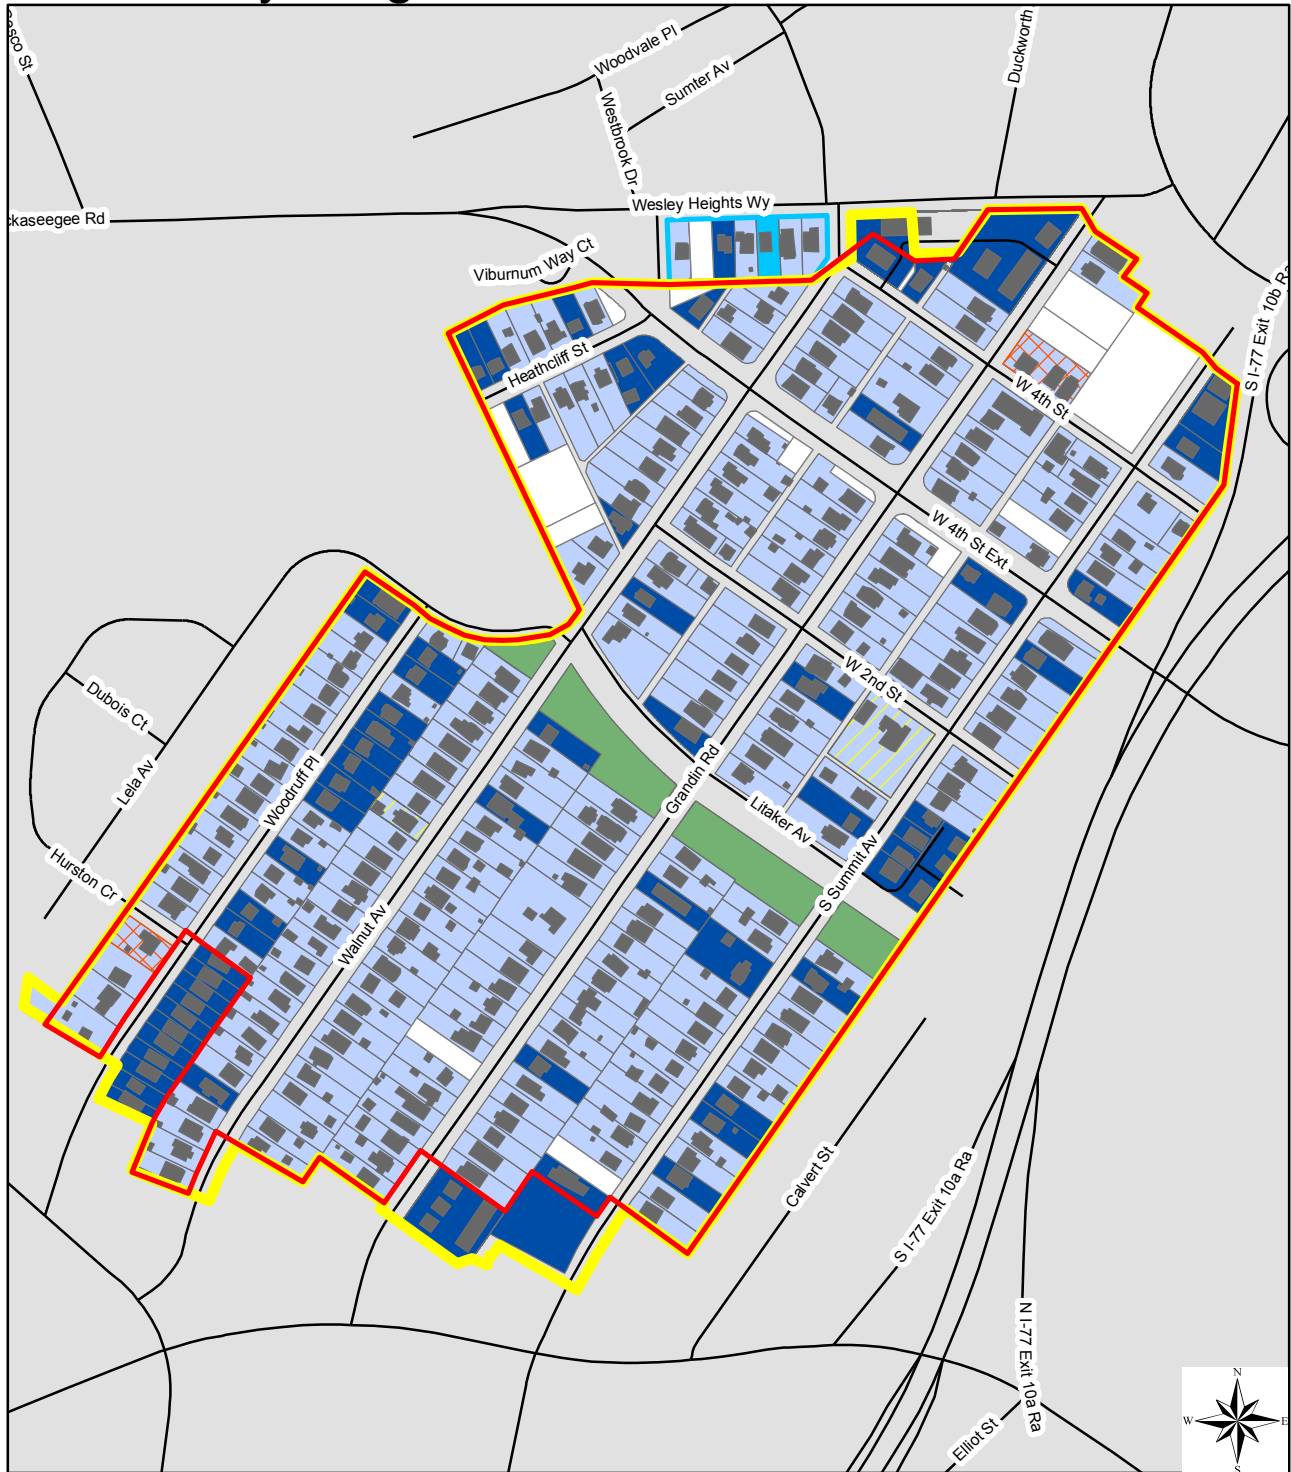 Woodvale Pl
Duckworth
Sumter Av
Westbrook Dr
Wesley Heights Wy
ckaseegee Rd
Viburnum Way Ct
S I-77 Exit 10b Ra
Heathcliff St
W 4th St
W 4th St Ext
W 2nd St
Dubois Ct
Lela Av
Woodruff Pl
Grandin Rd
Litaker Av
Hurston Cr
S Summit Av
Walnut Av
Calvert St
S I-77 Exit 10a Ra
N I-77 Exit 10a Ra
Elliot St
N
W
E
S